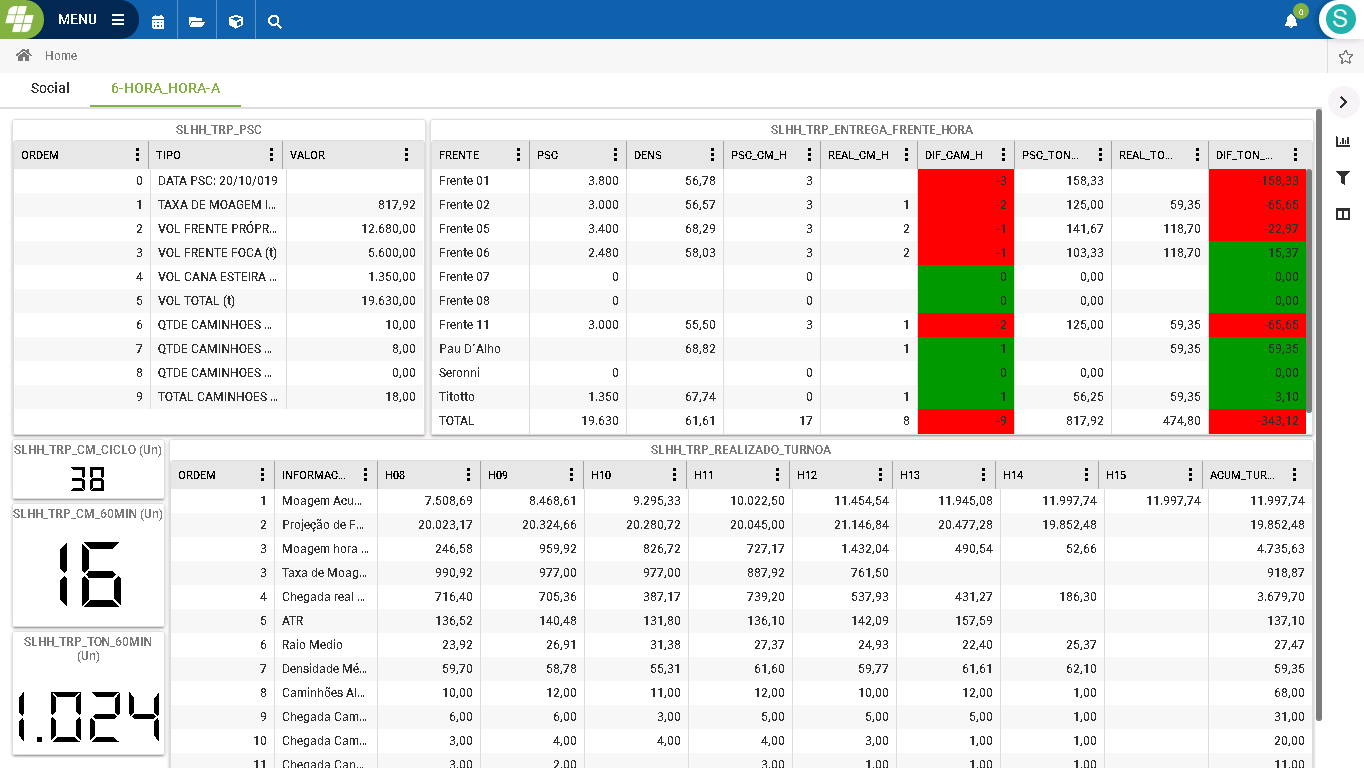 MENU
0
S
Home
Social 6-HORA_HORA-A
SLHH_TRP_PSC
ORDEM TIPO VALOR
0 DATA PSC: 20/10/019
1 TAXA DE MOAGEM I... 817,92
2 VOL FRENTE PRÓPR... 12.680,00
3 VOL FRENTE FOCA (t) 5.600,00
4 VOL CANA ESTEIRA ... 1.350,00
5 VOL TOTAL (t) 19.630,00
6 QTDE CAMINHOES ... 10,00
7 QTDE CAMINHOES ... 8,00
8 QTDE CAMINHOES ... 0,00
9 TOTAL CAMINHOES ... 18,00
SLHH_TRP_ENTREGA_FRENTE_HORA
FRENTE PSC DENS PSC_CM_H REAL_CM_H DIF_CAM_H PSC_TON... REAL_TO... DIF_TON_...
Frente 01 3.800 56,78 3 -3 158,33 -158,33
Frente 02 3.000 56,57 3 1 -2 125,00 59,35 -65,65
Frente 05 3.400 68,29 3 2 -1 141,67 118,70 -22,97
Frente 06 2.480 58,03 3 2 -1 103,33 118,70 15,37
Frente 07 0 0 0 0,00 0,00
Frente 08 0 0 0 0,00 0,00
Frente 11 3.000 55,50 3 1 -2 125,00 59,35 -65,65
Pau D´Alho 68,82 1 1 59,35 59,35
Seronni 0 0 0 0,00 0,00
Titotto 1.350 67,74 0 1 1 56,25 59,35 3,10
TOTAL 19.630 61,61 17 8 -9 817,92 474,80 -343,12
SLHH_TRP_CM_CICLO (Un)
38
SLHH_TRP_CM_60MIN (Un)
16
SLHH_TRP_TON_60MIN
(Un)
1.024
SLHH_TRP_REALIZADO_TURNOA
ORDEM INFORMAC... H08 H09 H10 H11 H12 H13 H14 H15 ACUM_TUR...
1 Moagem Acu... 7.508,69 8.468,61 9.295,33 10.022,50 11.454,54 11.945,08 11.997,74 11.997,74 11.997,74
2 Projeção de F... 20.023,17 20.324,66 20.280,72 20.045,00 21.146,84 20.477,28 19.852,48 19.852,48
3 Moagem hora ... 246,58 959,92 826,72 727,17 1.432,04 490,54 52,66 4.735,63
3 Taxa de Moag... 990,92 977,00 977,00 887,92 761,50 918,87
4 Chegada real ... 716,40 705,36 387,17 739,20 537,93 431,27 186,30 3.679,70
5 ATR 136,52 140,48 131,80 136,10 142,09 157,59 137,10
6 Raio Medio 23,92 26,91 31,38 27,37 24,93 22,40 25,37 27,47
7 Densidade Mé... 59,70 58,78 55,31 61,60 59,77 61,61 62,10 59,35
8 Caminhões Al... 10,00 12,00 11,00 12,00 10,00 12,00 1,00 68,00
9 Chegada Cam... 6,00 6,00 3,00 5,00 5,00 5,00 1,00 31,00
10 Chegada Cam... 3,00 4,00 4,00 4,00 3,00 1,00 1,00 20,00
11 Chegada Can... 3,00 2,00 3,00 1,00 1,00 1,00 11,00